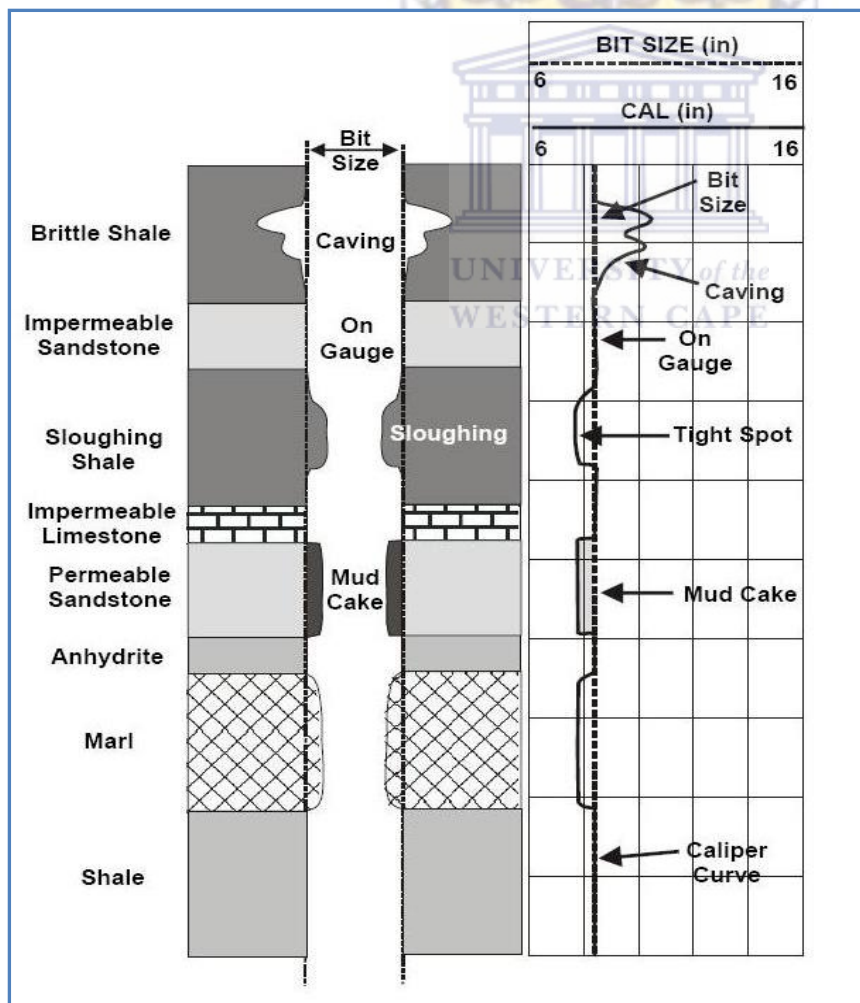 BIT SIZE (in)
6 16
CAL (in)
6 16
Bit
Size
Brittle Shale
Caving
Bit
Size
Caving
UNIVERSITY of the
WESTERN CAPE
Impermeable
Sandstone
On
Gauge
On
Gauge
Sloughing
Shale
Sloughing
Tight Spot
Impermeable
Limestone
Permeable
Sandstone
Mud
Cake
Mud Cake
Anhydrite
Marl
Shale
Caliper
Curve